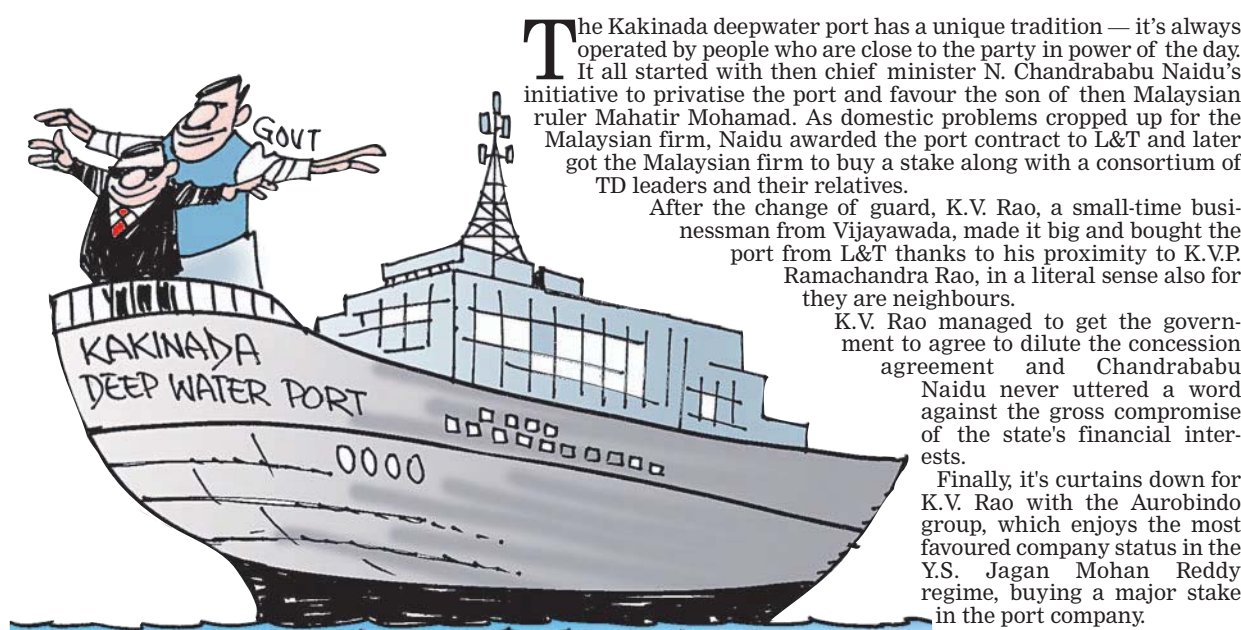 The Kakinada deepwater port has a unique tradition — it's always
operated by people who are close to the party in power of the day.
It all started with then chief minister N. Chandrababu Naidu's
initiative to privatise the port and favour the son of then Malaysian
ruler Mahatir Mohamad. As domestic problems cropped up for the
Malaysian firm, Naidu awarded the port contract to L&T and later
got the Malaysian firm to buy a stake along with a consortium of
TD leaders and their relatives.
After the change of guard, K.V. Rao, a small-time busi-
nessman from Vijayawada, made it big and bought the
port from L&T thanks to his proximity to K.V.P.
Ramachandra Rao, in a literal sense also for
they are neighbours.
K.V. Rao managed to get the govern-
ment to agree to dilute the concession
agreement and Chandrababu
Naidu never uttered a word
against the gross compromise
of the state's financial inter-
ests.
Finally, it's curtains down for
K.V. Rao with the Aurobindo
group, which enjoys the most
favoured company status in the
Y.S. Jagan Mohan Reddy
regime, buying a major stake
in the port company.
GOVT
KAKINADA
DEEP WATER PORT